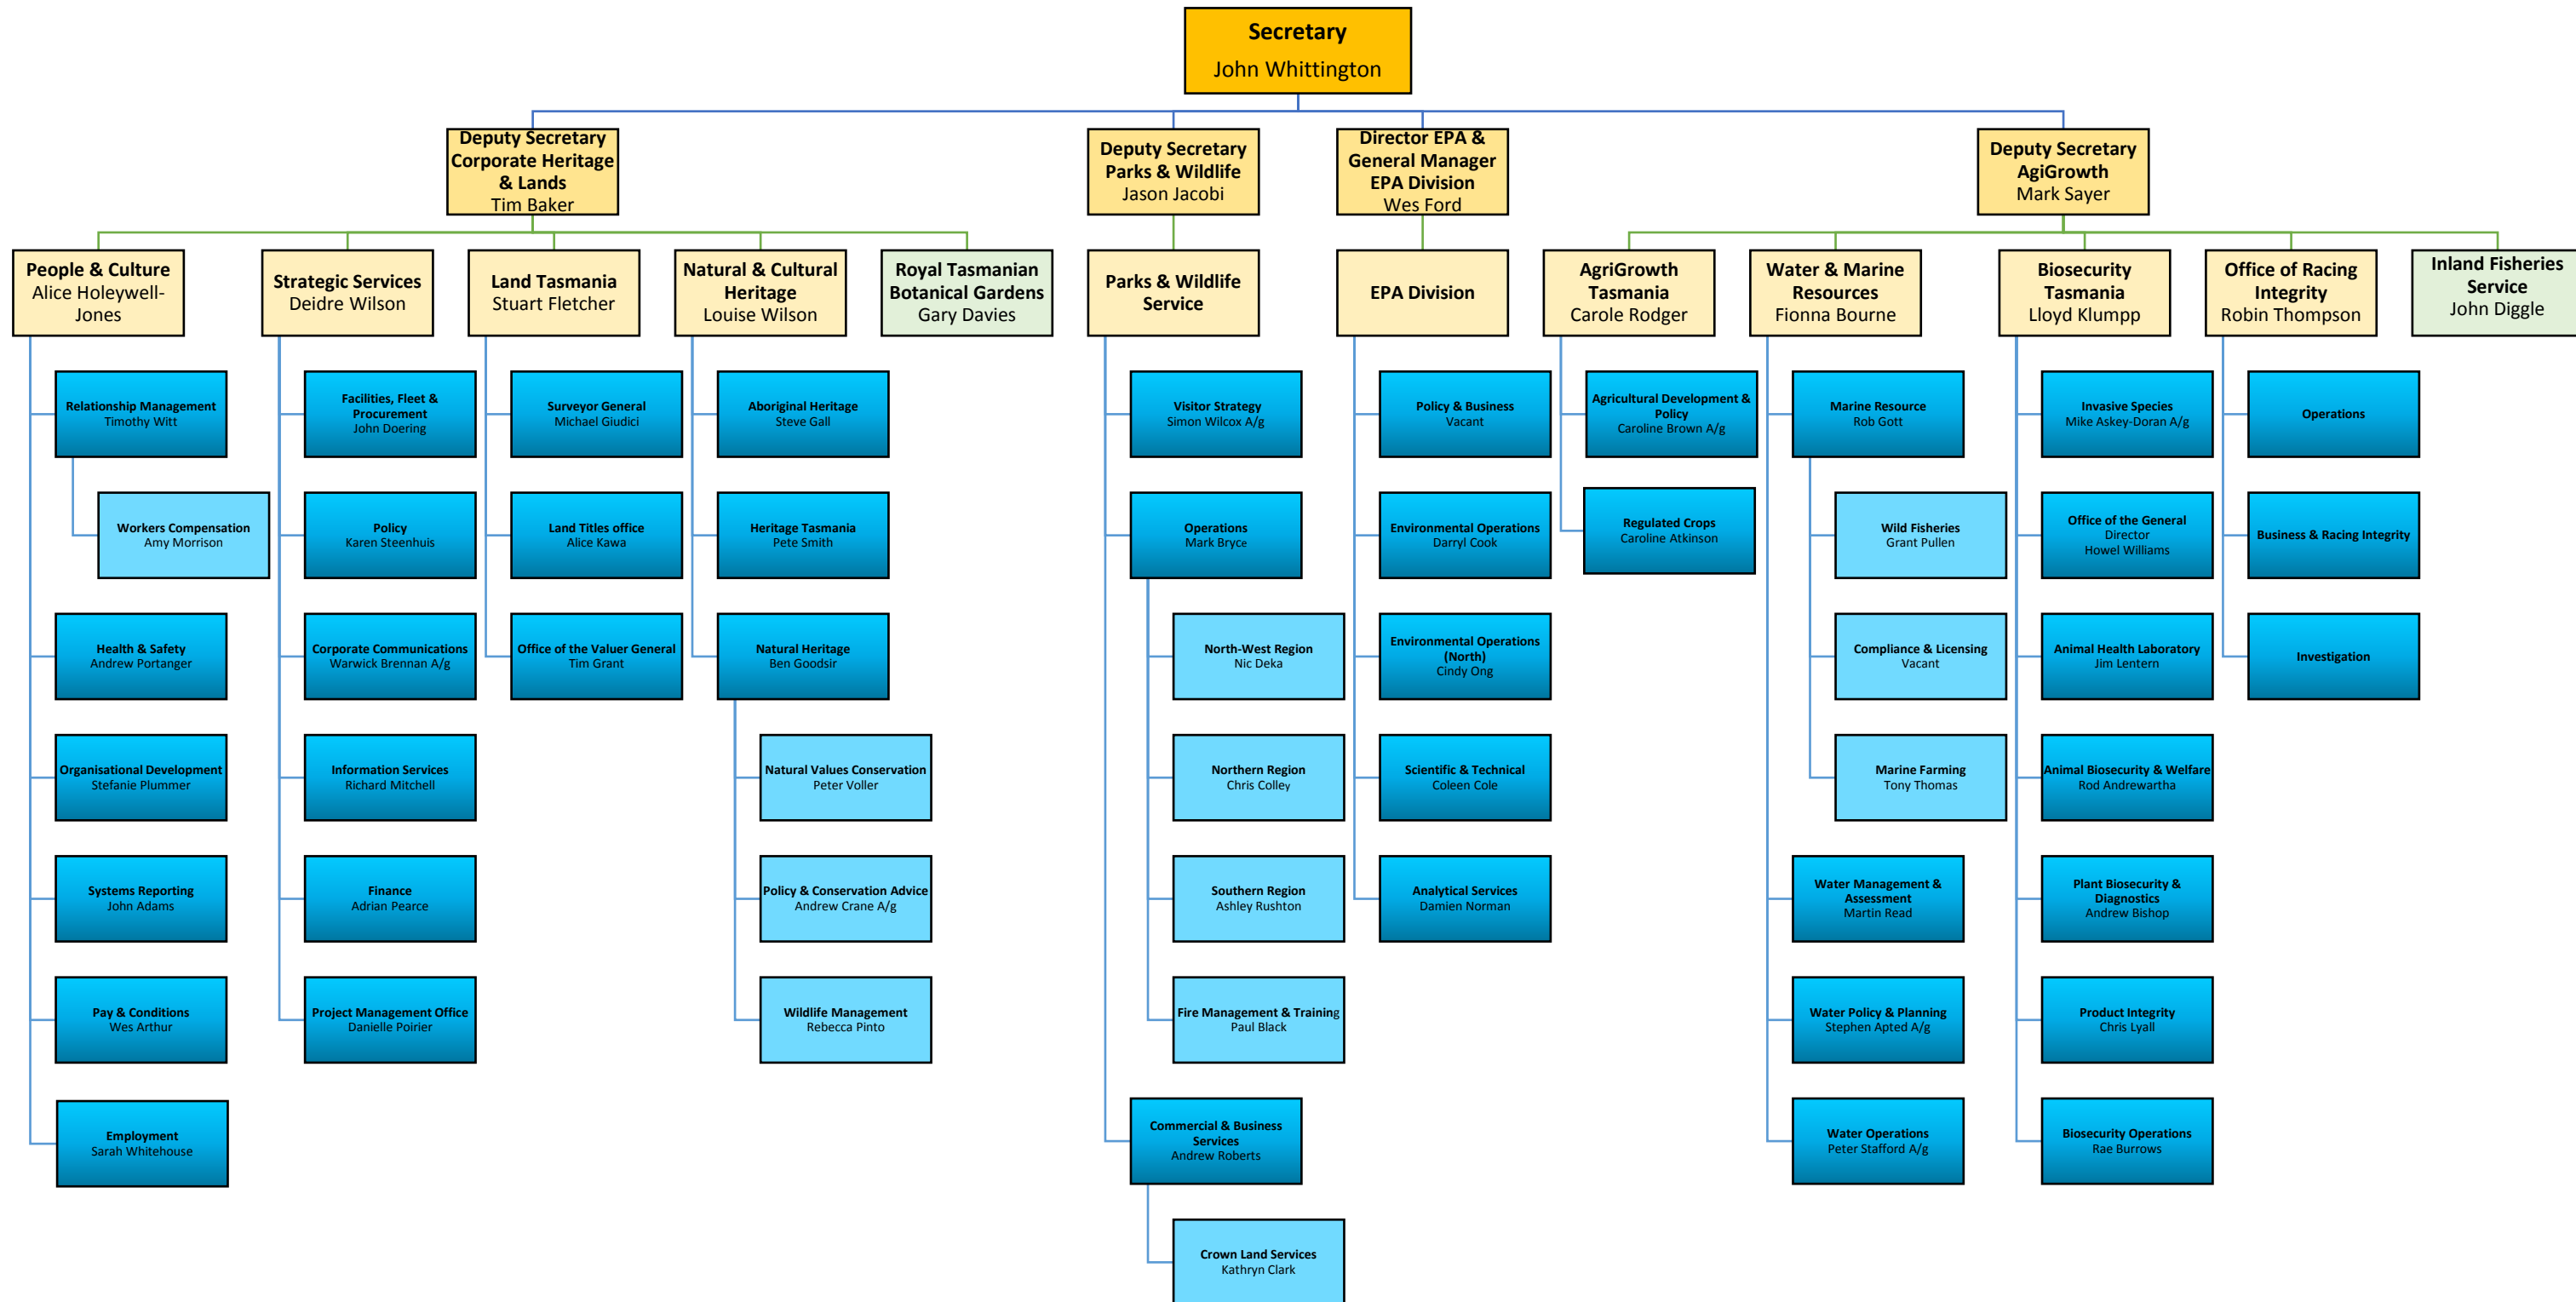 Secretary
John Whittington
Deputy Secretary
Corporate Heritage
& Lands
Tim Baker
Deputy Secretary
Parks & Wildlife
Jason Jacobi
Director EPA &
General Manager
EPA Division
Wes Ford
Deputy Secretary
AgiGrowth
Mark Sayer
People & Culture
Alice Holeywell-
Jones
Strategic Services
Deidre Wilson
Land Tasmania
Stuart Fletcher
Natural & Cultural
Heritage
Louise Wilson
Royal Tasmanian
Botanical Gardens
Gary Davies
Parks & Wildlife
Service
EPA Division
AgriGrowth
Tasmania
Carole Rodger
Water & Marine
Resources
Fionna Bourne
Biosecurity
Tasmania
Lloyd Klumpp
Office of Racing
Integrity
Robin Thompson
Inland Fisheries
Service
John Diggle
Relationship Management
Timothy Witt
Workers Compensation
Amy Morrison
Health & Safety
Andrew Portanger
Organisational Development
Stefanie Plummer
Systems Reporting
John Adams
Pay & Conditions
Wes Arthur
Employment
Sarah Whitehouse
Facilities, Fleet &
Procurement
John Doering
Policy
Karen Steenhuis
Corporate Communications
Warwick Brennan A/g
Information Services
Richard Mitchell
Finance
Adrian Pearce
Project Management Office
Danielle Poirier
Surveyor General
Michael Giudici
Land Titles office
Alice Kawa
Office of the Valuer General
Tim Grant
Aboriginal Heritage
Steve Gall
Heritage Tasmania
Pete Smith
Natural Heritage
Ben Goodsir
Natural Values Conservation
Peter Voller
Policy & Conservation Advice
Andrew Crane A/g
Wildlife Management
Rebecca Pinto
Visitor Strategy
Simon Wilcox A/g
Operations
Mark Bryce
North-West Region
Nic Deka
Northern Region
Chris Colley
Southern Region
Ashley Rushton
Fire Management & Training
Paul Black
Commercial & Business
Services
Andrew Roberts
Crown Land Services
Kathryn Clark
Policy & Business
Vacant
Environmental Operations
Darryl Cook
Environmental Operations
(North)
Cindy Ong
Scientific & Technical
Coleen Cole
Analytical Services
Damien Norman
Agricultural Development &
Policy
Caroline Brown A/g
Regulated Crops
Caroline Atkinson
Marine Resource
Rob Gott
Wild Fisheries
Grant Pullen
Compliance & Licensing
Vacant
Marine Farming
Tony Thomas
Water Management &
Assessment
Martin Read
Water Policy & Planning
Stephen Apted A/g
Water Operations
Peter Stafford A/g
Invasive Species
Mike Askey-Doran A/g
Office of the General
Director
Howel Williams
Animal Health Laboratory
Jim Lentern
Animal Biosecurity & Welfare
Rod Andrewartha
Plant Biosecurity &
Diagnostics
Andrew Bishop
Product Integrity
Chris Lyall
Biosecurity Operations
Rae Burrows
Operations
Business & Racing Integrity
Investigation